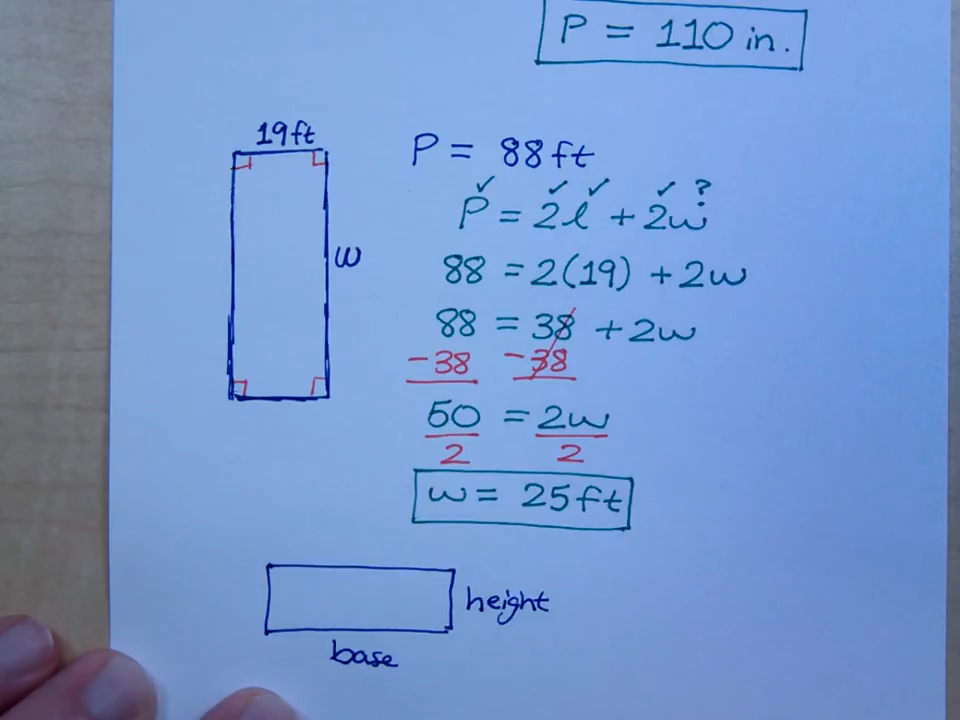 P = 110 in.
19ft
P = 88ft
✓ ✓ ✓ ✓ ?
P = 2l + 2w
w
88 = 2(19) + 2w
88 = 38 + 2w
-38 -38
50 = 2w
2 2
w = 25ft
height
base